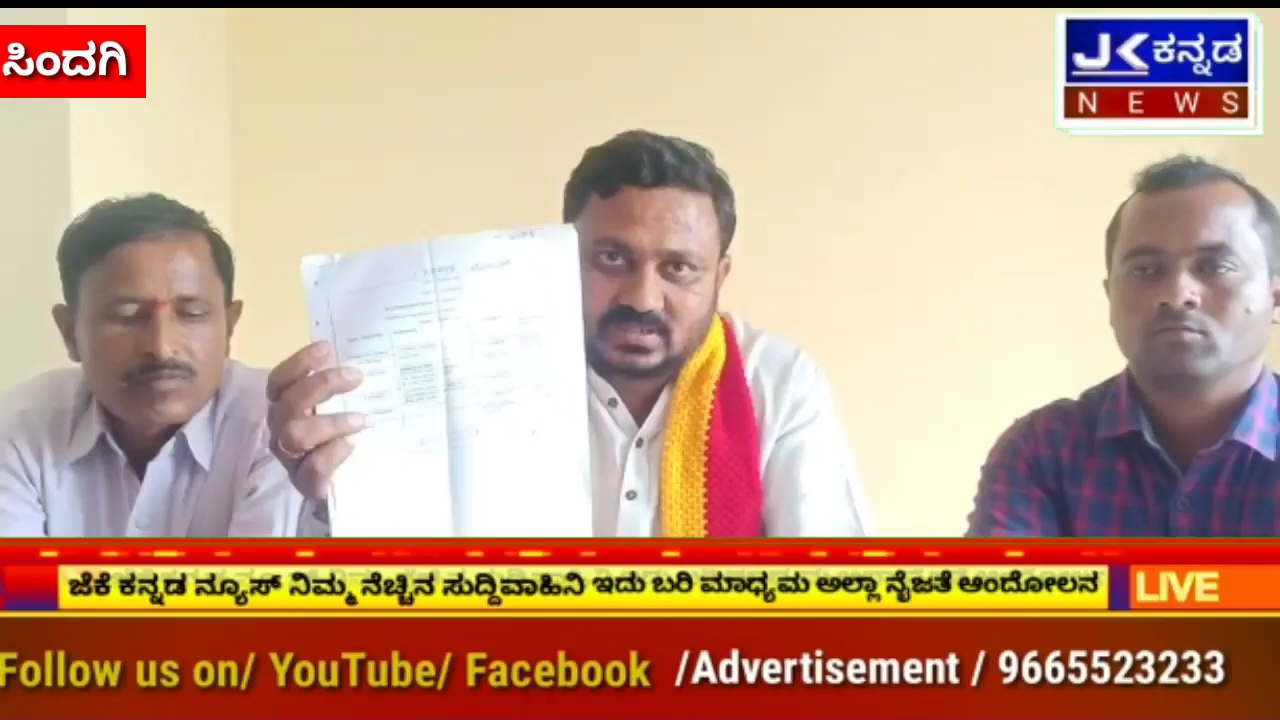 ಸಿಂದಗಿ
JK ಕನ್ನಡ
NEWS
ಜೆಕೆ ಕನ್ನಡ ನ್ಯೂಸ್ ನಿಮ್ಮ ನೆಚ್ಚಿನ ಸುದ್ದಿವಾಹಿನಿ ಇದು ಬರಿ ಮಾಧ್ಯಮ ಅಲ್ಲಾ ನೈಜತೆ ಆಂದೋಲನ
LIVE
Follow us on/ YouTube/ Facebook /Advertisement / 9665523233